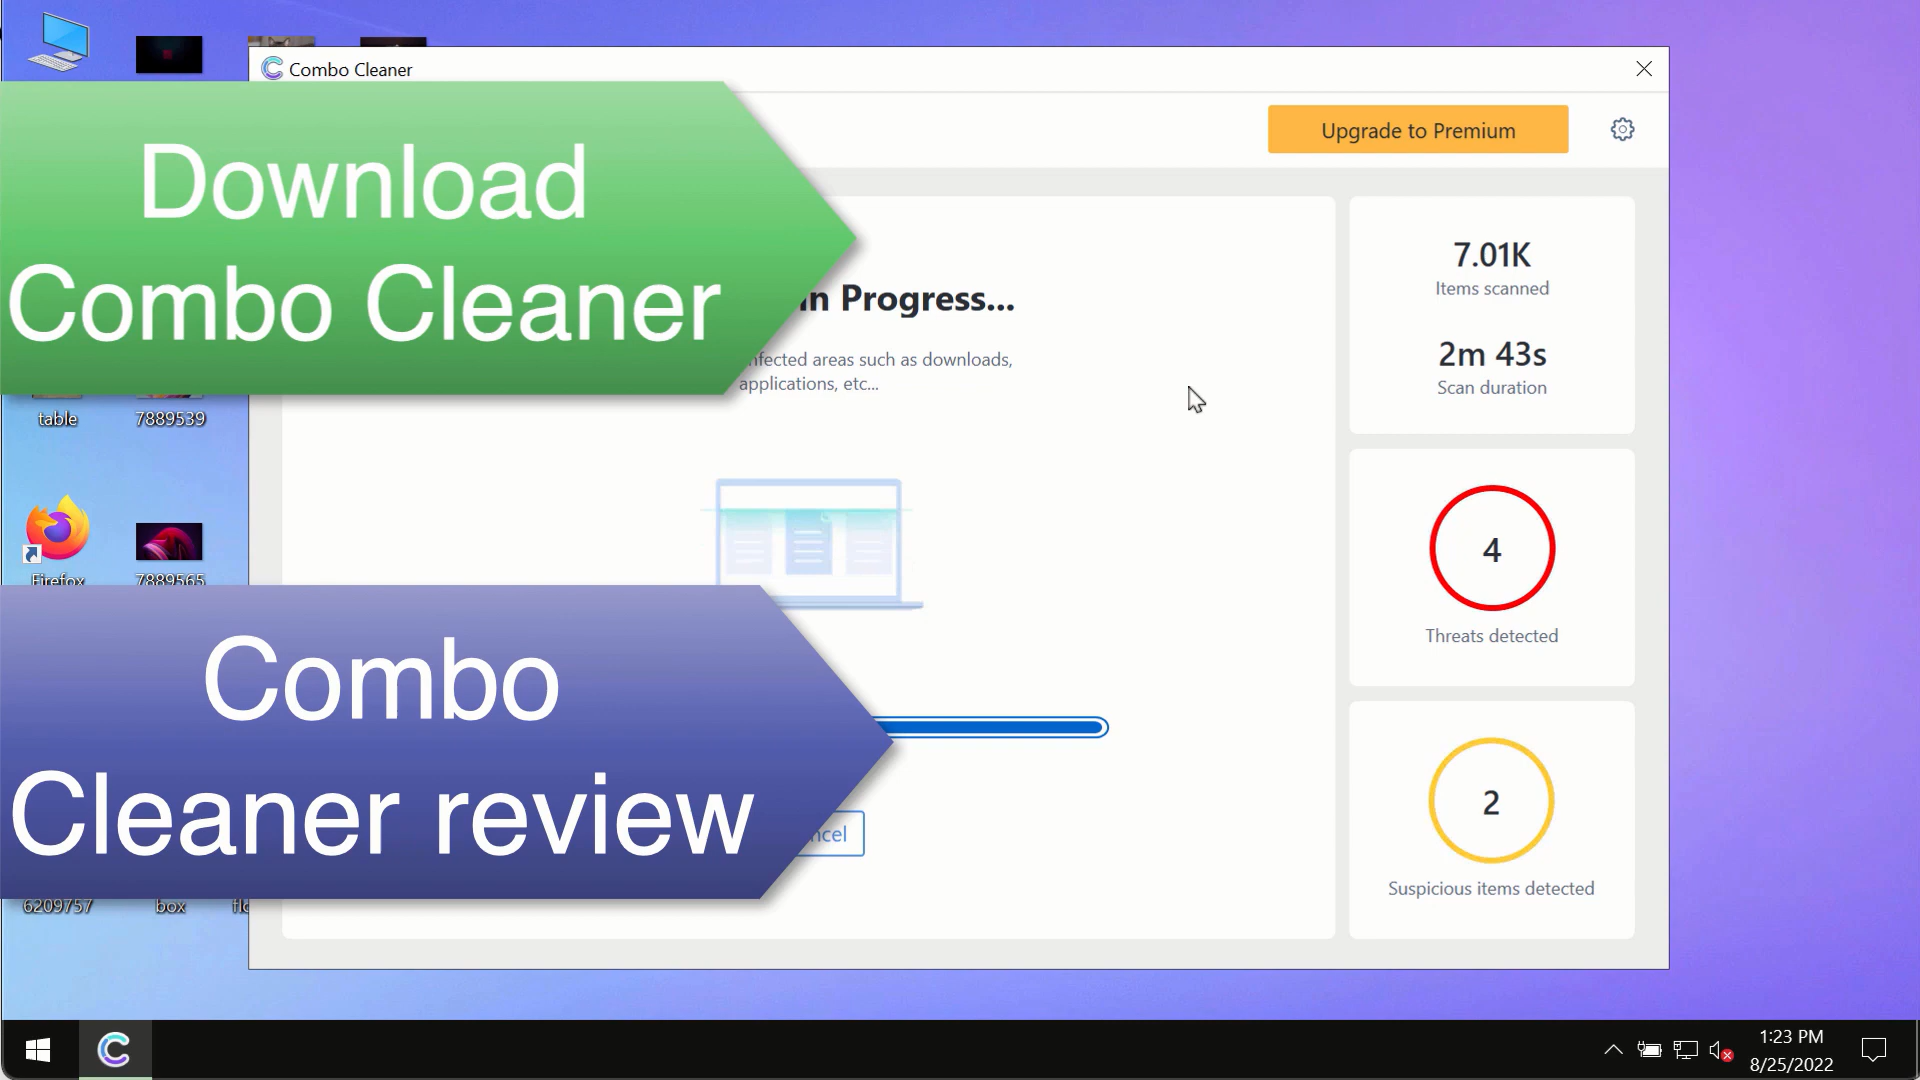 Combo Cleaner
Upgrade to Premium
Download
Combo Cleaner
in Progress...
infected areas such as downloads,
applications, etc...
7.01K
Items scanned
2m 43s
Scan duration
4
Threats detected
2
Suspicious items detected
table
7889539
Firefox
7889565
Combo
Cleaner review
6209757
box
1:23 PM
8/25/2022